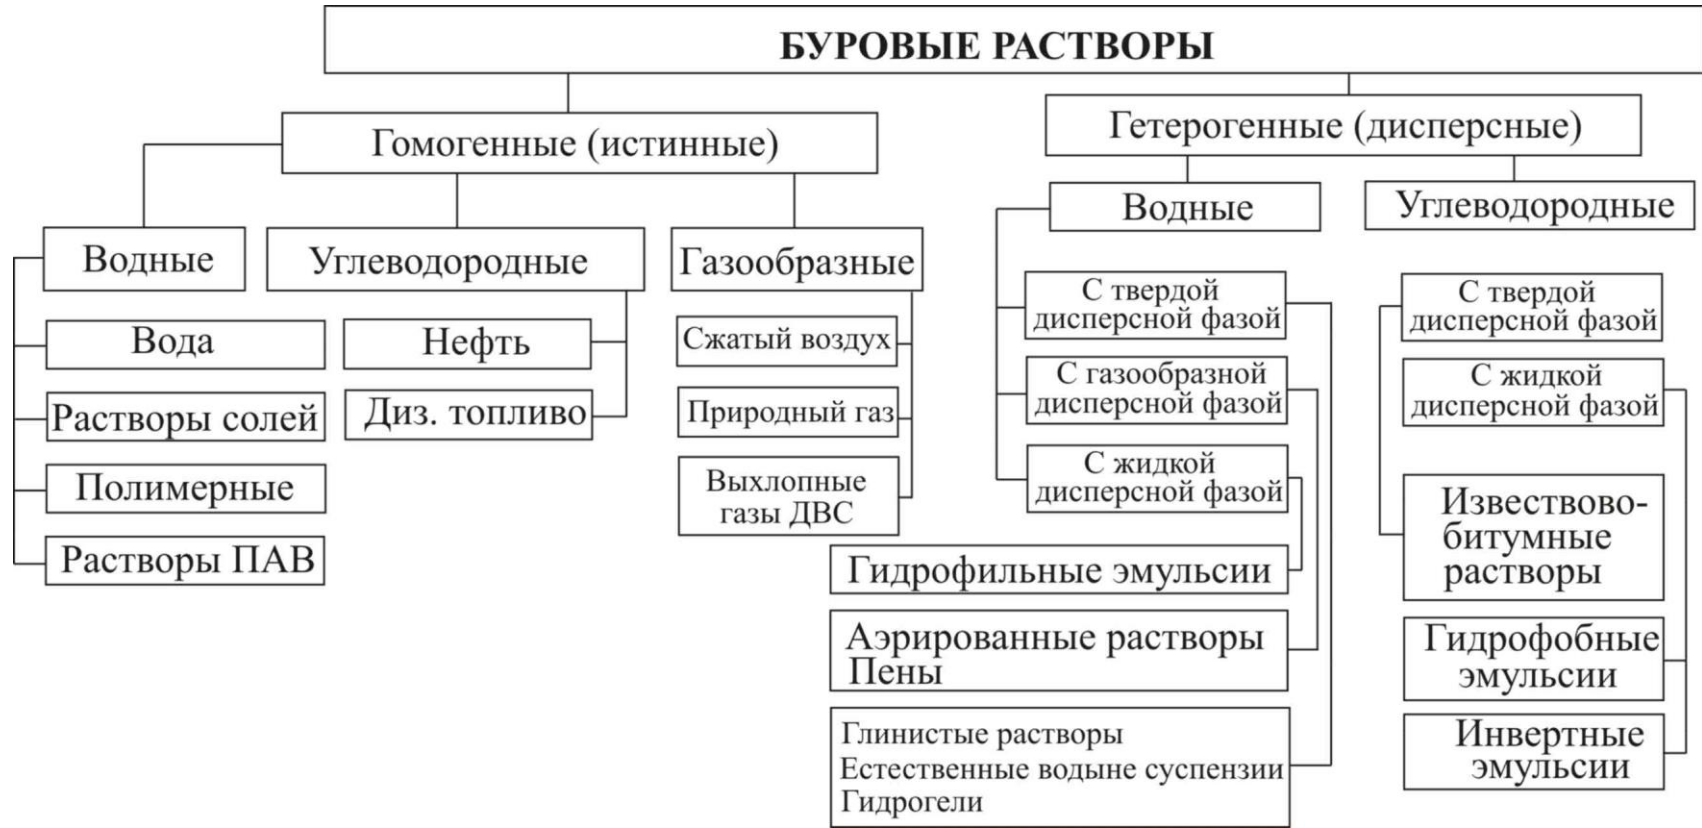 БУРОВЫЕ РАСТВОРЫ
Гомогенные (истинные)
Гетерогенные (дисперсные)
Водные
Углеводородные
Газообразные
Вода
Растворы солей
Полимерные
Растворы ПАВ
Нефть
Диз. топливо
Сжатый воздух
Природный газ
Выхлопные
газы ДВС
Водные
Углеводородные
С твердой
дисперсной фазой
С газообразной
дисперсной фазой
С жидкой
дисперсной фазой
Гидрофильные эмульсии
Аэрированные растворы
Пены
Глинистые растворы
Естественные водыне суспензии
Гидрогели
С твердой
дисперсной фазой
С жидкой
дисперсной фазой
Извествово-
битумные
растворы
Гидрофобные
эмульсии
Инвертные
эмульсии